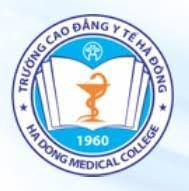 TRƯỜNG CAO ĐẲNG Y TẾ HÀ ĐÔNG
1960
HA DONG MEDICAL COLLEGE